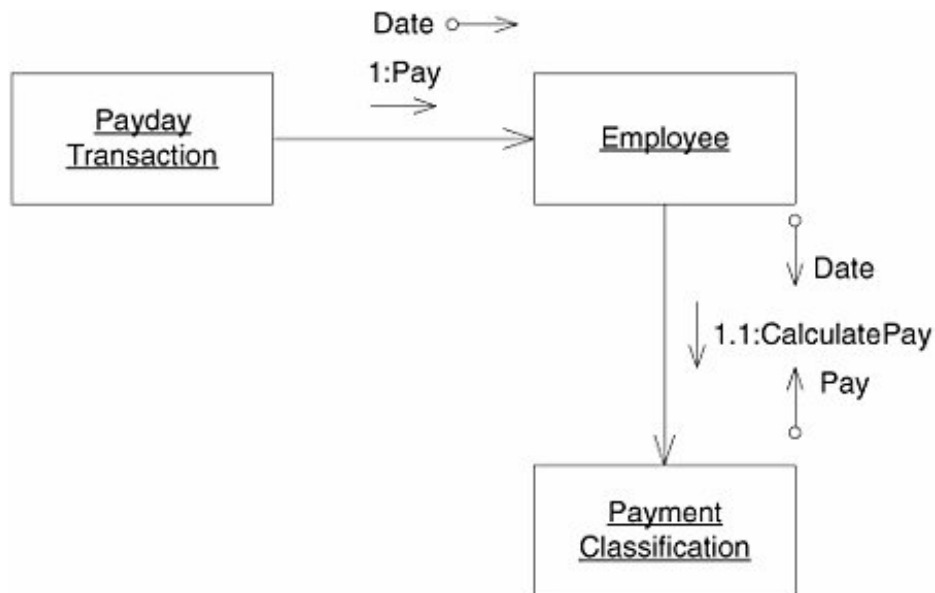 Date
1:Pay
Payday
Transaction
Employee
Date
1.1:CalculatePay
Pay
Payment
Classification